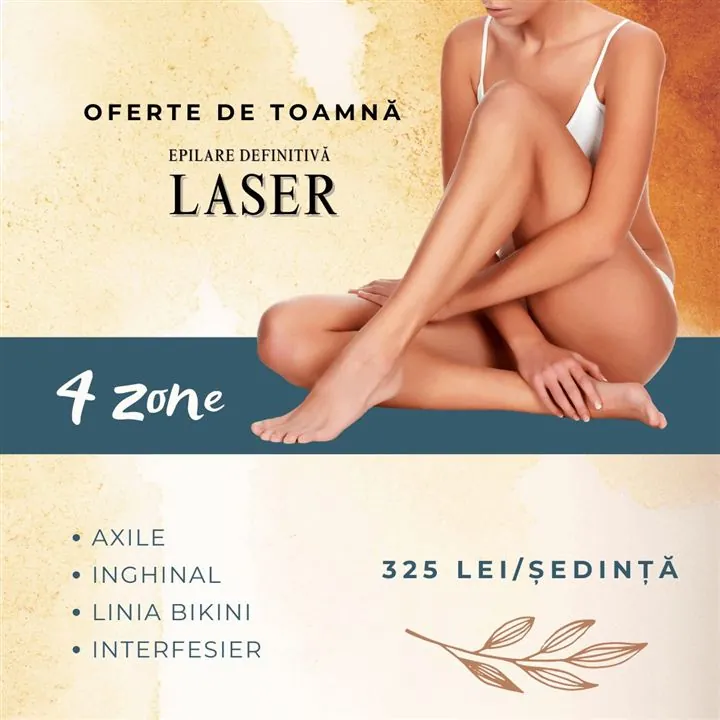 OFERTE DE TOAMNĂ
EPILARE DEFINITIVĂ
LASER
4 zone
• AXILE
• INGHINAL
• LINIA BIKINI
• INTERFESIER
325 LEI/ȘEDINȚĂ